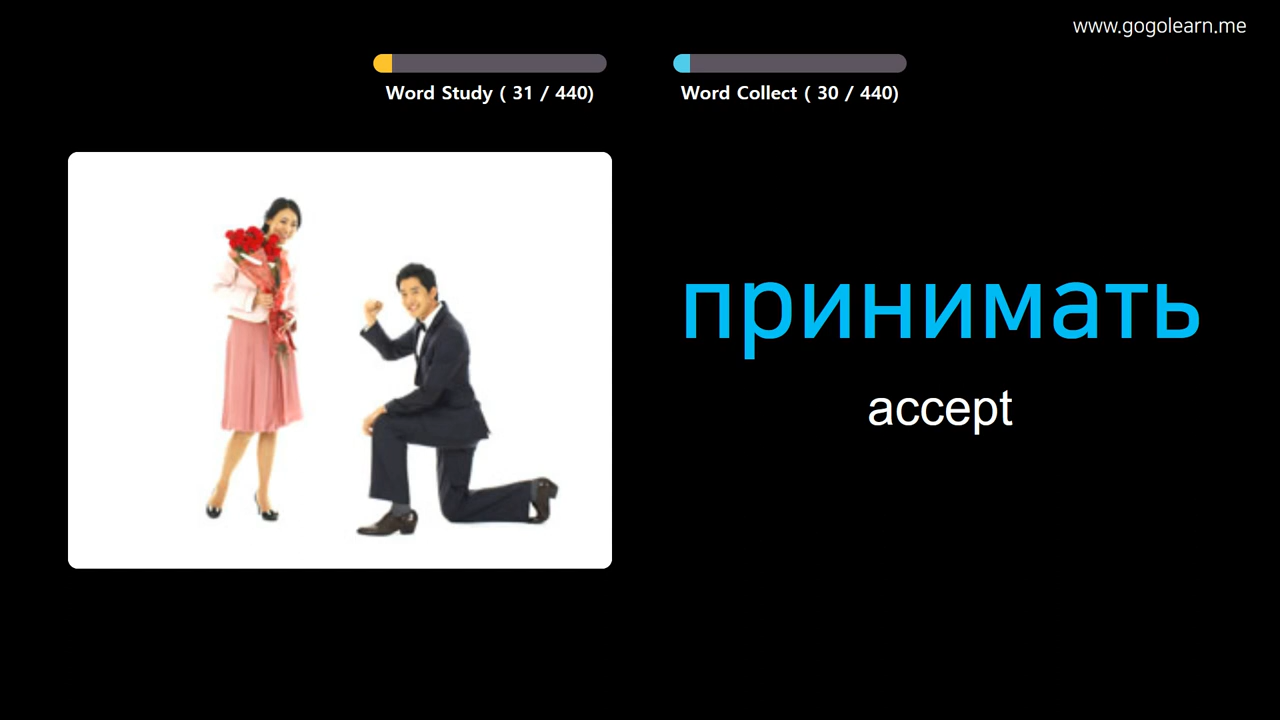 www.gogolearn.me
Word Study ( 31 / 440)
Word Collect ( 30 / 440)
принимать
accept